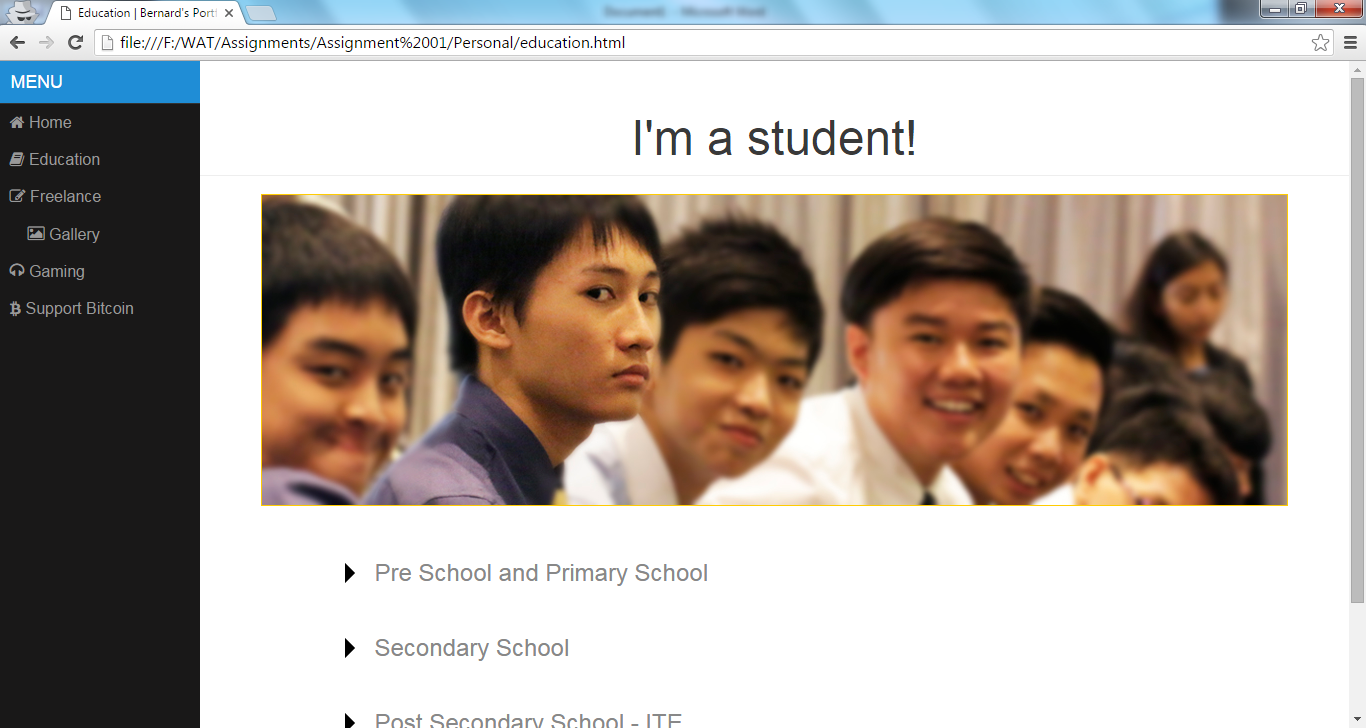 Education | Bernard's Portf
Document1 - Microsoft Word
file:///F:/WAT/Assignments/Assignment%2001/Personal/education.html
MENU
Home
Education
Freelance
Gallery
Gaming
Support Bitcoin
I'm a student!
Pre School and Primary School
Secondary School
Post Secondary School - ITE